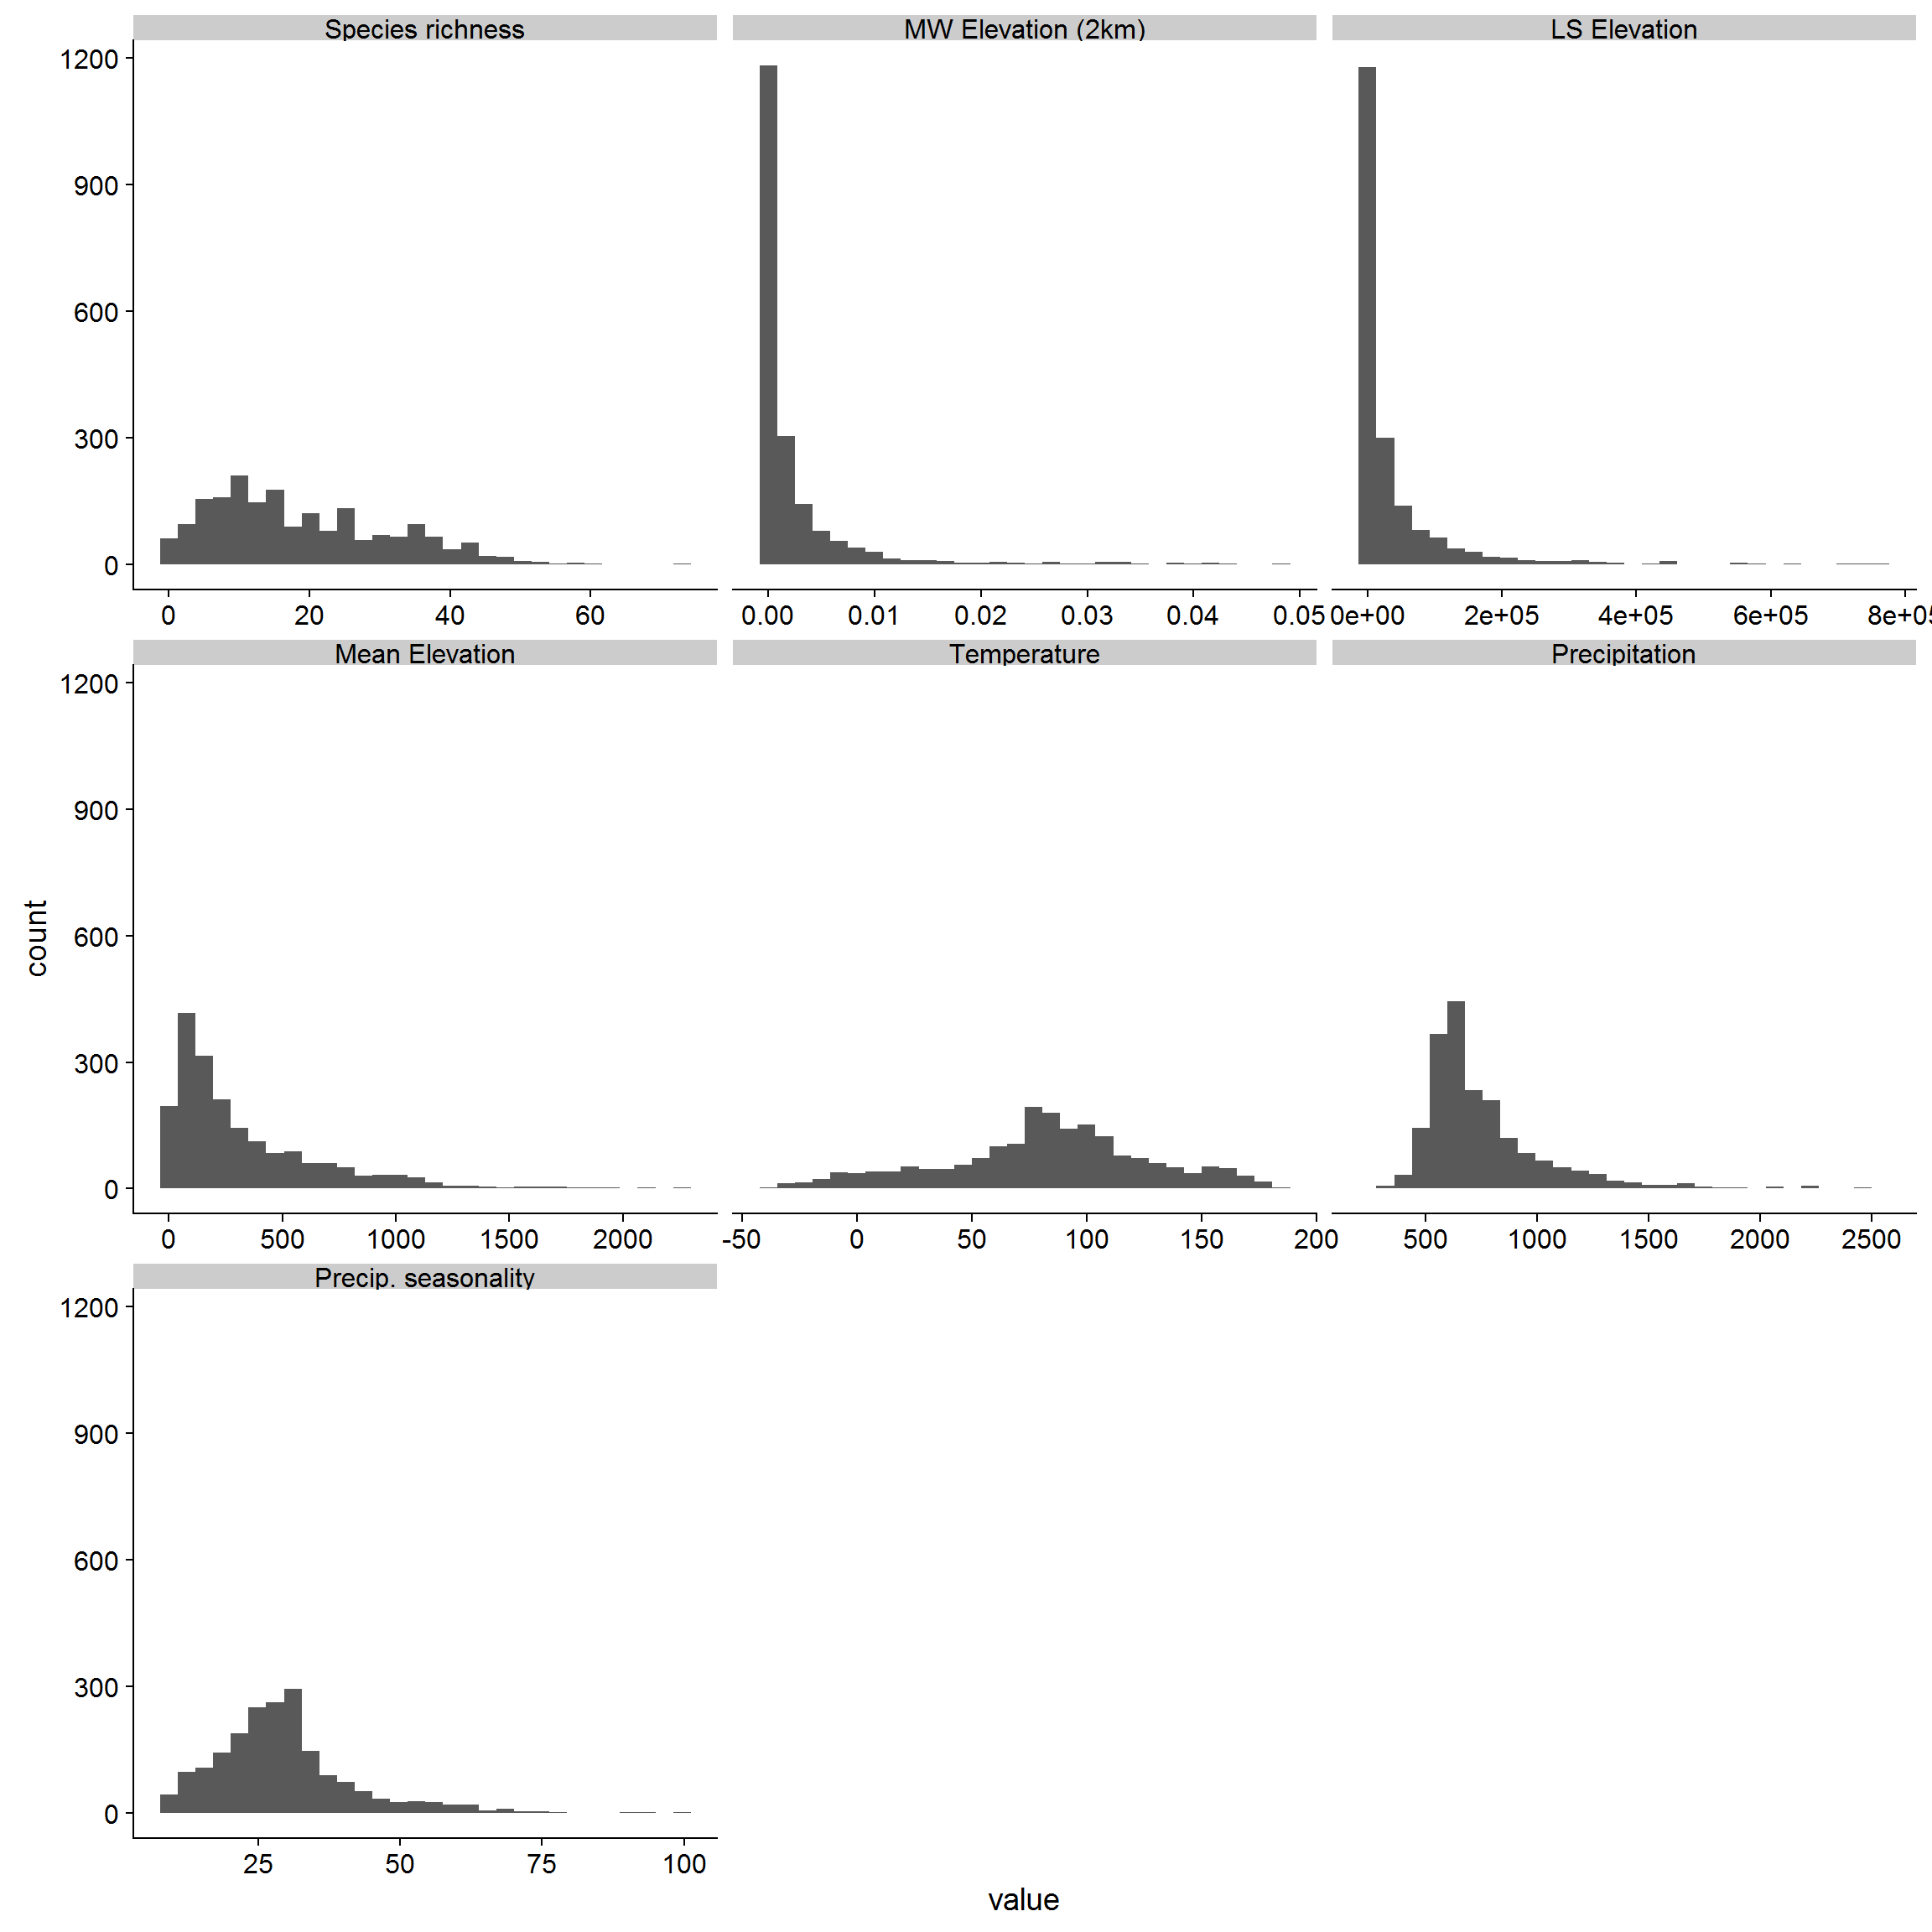 Species richness
MW Elevation (2km)
LS Elevation
1200
900
600
300
0
0 20 40 60
0.00 0.01 0.02 0.03 0.04 0.05
0e+00 2e+05 4e+05 6e+05 8e+05
Mean Elevation
Temperature
Precipitation
1200
900
600
300
0
0 500 1000 1500 2000
-50 0 50 100 150 200
500 1000 1500 2000 2500
Precip. seasonality
1200
900
600
300
0
25 50 75 100
count
value